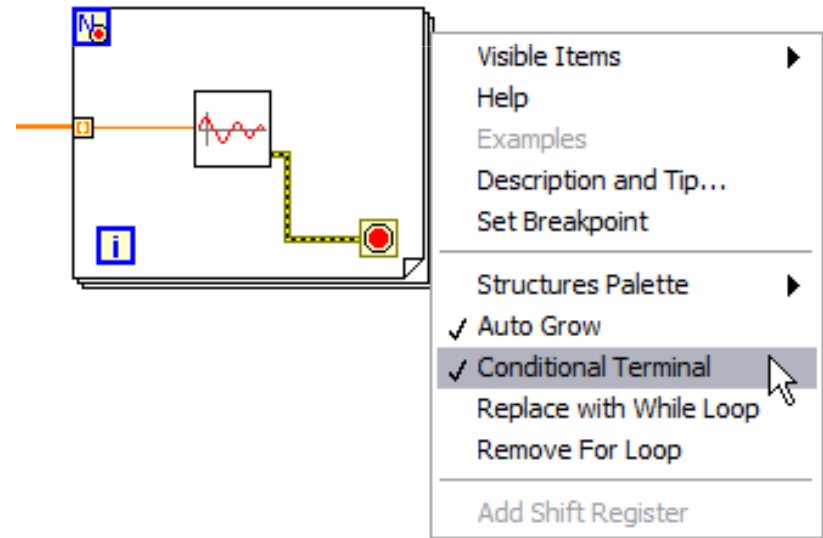 N
i
Visible Items
Help
Examples
Description and Tip...
Set Breakpoint
Structures Palette
Auto Grow
Conditional Terminal
Replace with While Loop
Remove For Loop
Add Shift Register